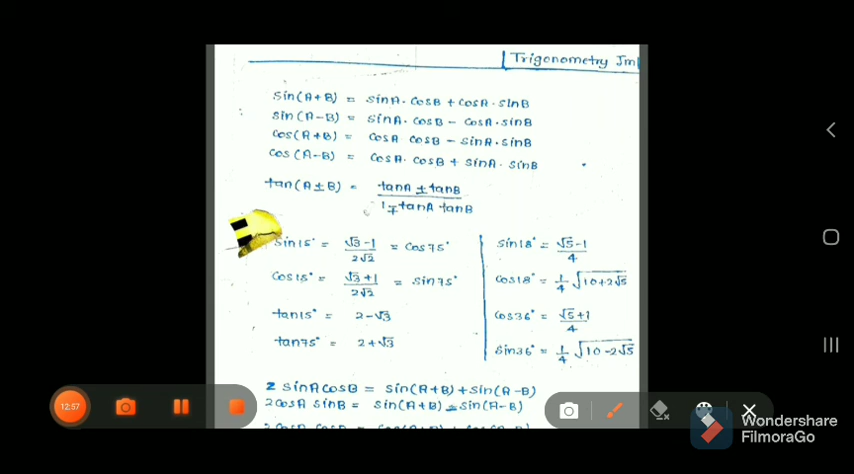 Trigonometry Jm
sin(A+B) = sinA. cosB + cosA. sinB
sin(A-B) = sinA. cosB - cosA. sinB
cos(A+B) = cosA cosB - sinA. sinB
cos(A-B) = cosA. cosB + sinA. sinB
tan(A±B) = (tanA ± tanB)/(1∓tanA tanB)
sin15° = (√3-1)/(2√2) = cos75°
cos15° = (√3+1)/(2√2) = sin75°
tan15° = 2-√3
tan75° = 2+√3
sin18° = (√5-1)/4
cos18° = 1/4 √(10+2√5)
cos36° = (√5+1)/4
sin36° = 1/4 √(10-2√5)
2 sinA cosB = sin(A+B)+sin(A-B)
2cosA sinB = sin(A+B)-sin(A-B)
12:57
Wondershare
FilmoraGo